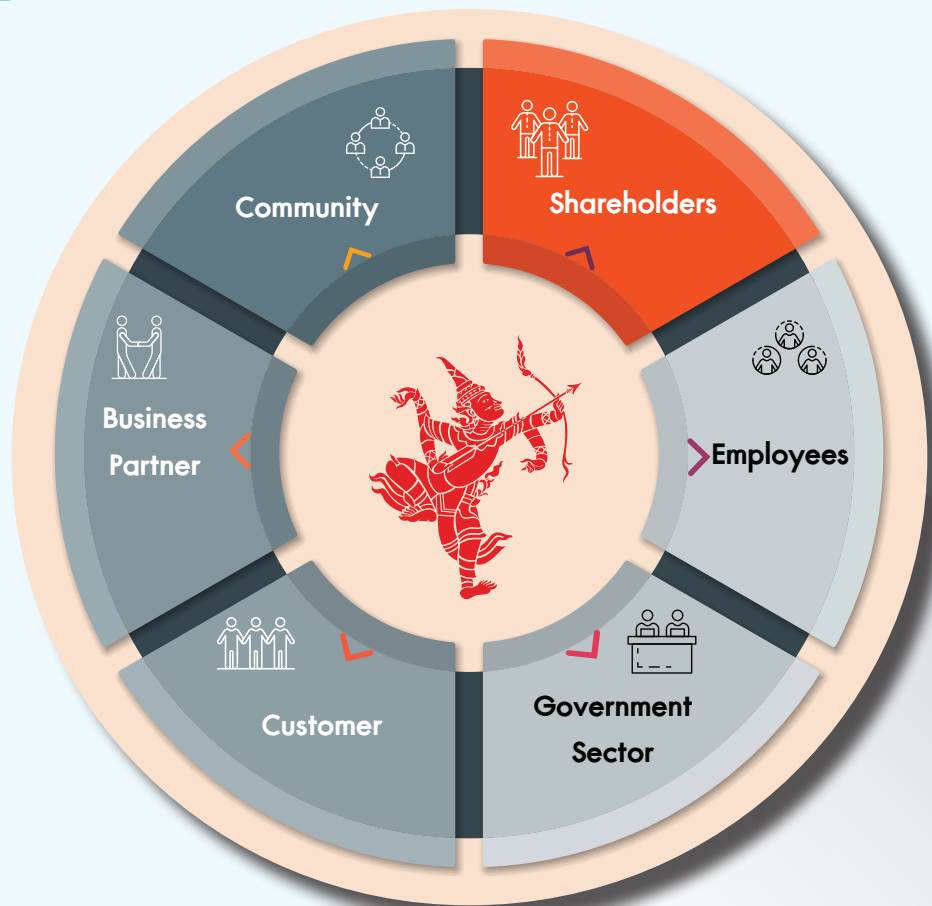 Community
Shareholders
Business
Partner
Employees
Customer
Government
Sector